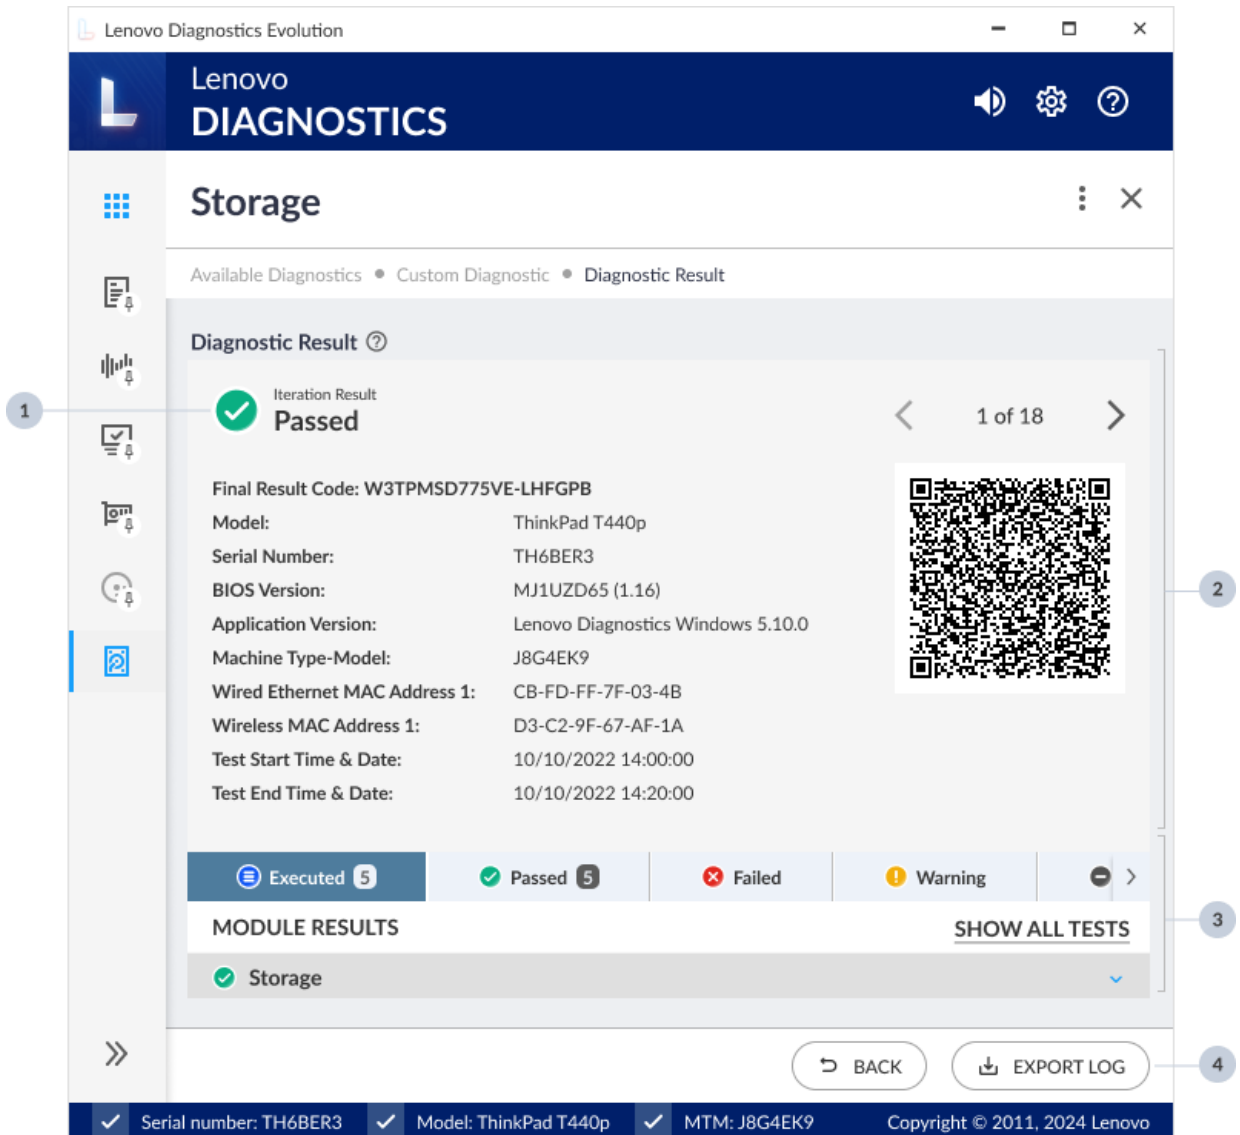 Lenovo Diagnostics Evolution
Lenovo
DIAGNOSTICS
Storage
Available Diagnostics • Custom Diagnostic • Diagnostic Result
Diagnostic Result
Iteration Result
1
Passed
1 of 18
Final Result Code: W3TPMSD775VE-LHFGPB
Model: ThinkPad T440p
Serial Number: TH6BER3
BIOS Version: MJ1UZD65 (1.16)
2
Application Version: Lenovo Diagnostics Windows 5.10.0
Machine Type-Model: J8G4EK9
Wired Ethernet MAC Address 1: CB-FD-FF-7F-03-4B
Wireless MAC Address 1: D3-C2-9F-67-AF-1A
Test Start Time & Date: 10/10/2022 14:00:00
Test End Time & Date: 10/10/2022 14:20:00
Executed 5 Passed 5 Failed Warning
MODULE RESULTS SHOW ALL TESTS
3
Storage
BACK EXPORT LOG
4
Serial number: TH6BER3 Model: ThinkPad T440p MTM: J8G4EK9 Copyright © 2011, 2024 Lenovo